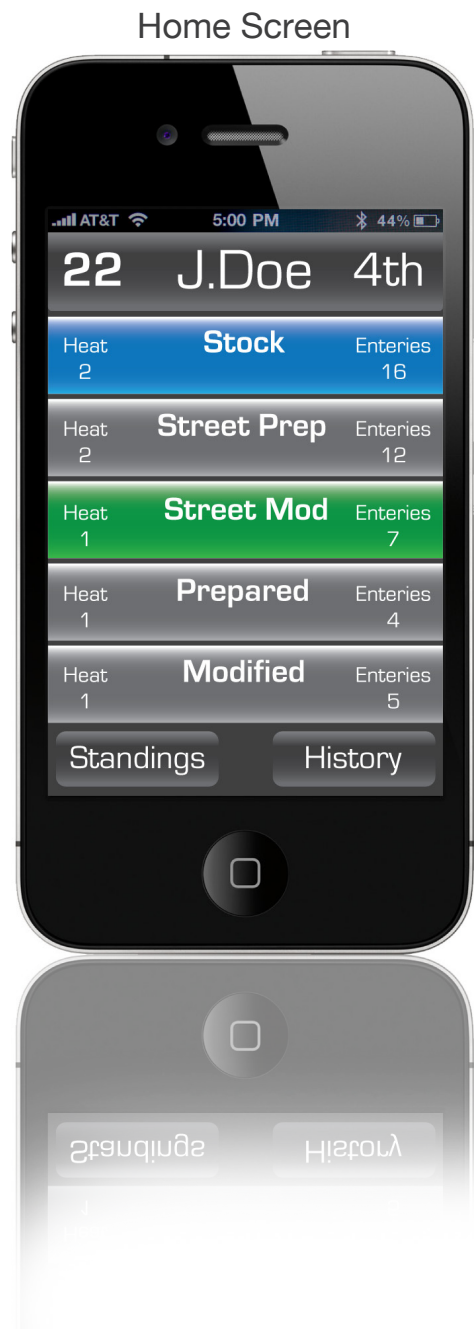 Home Screen
AT&T 5:00 PM 44%
22 J.Doe 4th
Heat Stock Enteries
2 16
Heat Street Prep Enteries
2 12
Heat Street Mod Enteries
1 7
Heat Prepared Enteries
1 4
Heat Modified Enteries
1 5
Standings History
Standings History